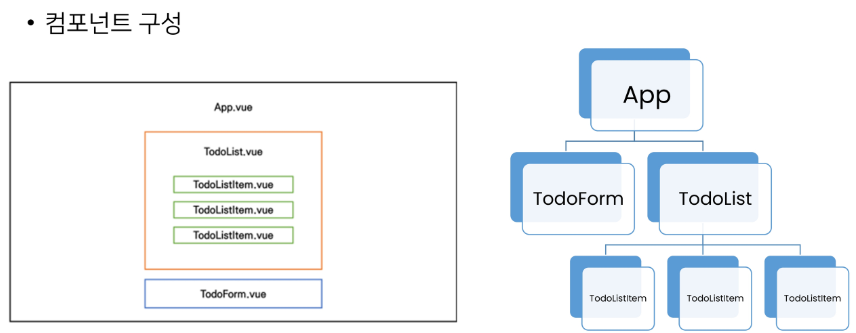 • 컴포넌트 구성
App.vue
TodoList.vue
TodoListItem.vue
TodoListItem.vue
TodoListItem.vue
TodoForm.vue
App
TodoForm
TodoList
TodoListItem
TodoListItem
TodoListItem